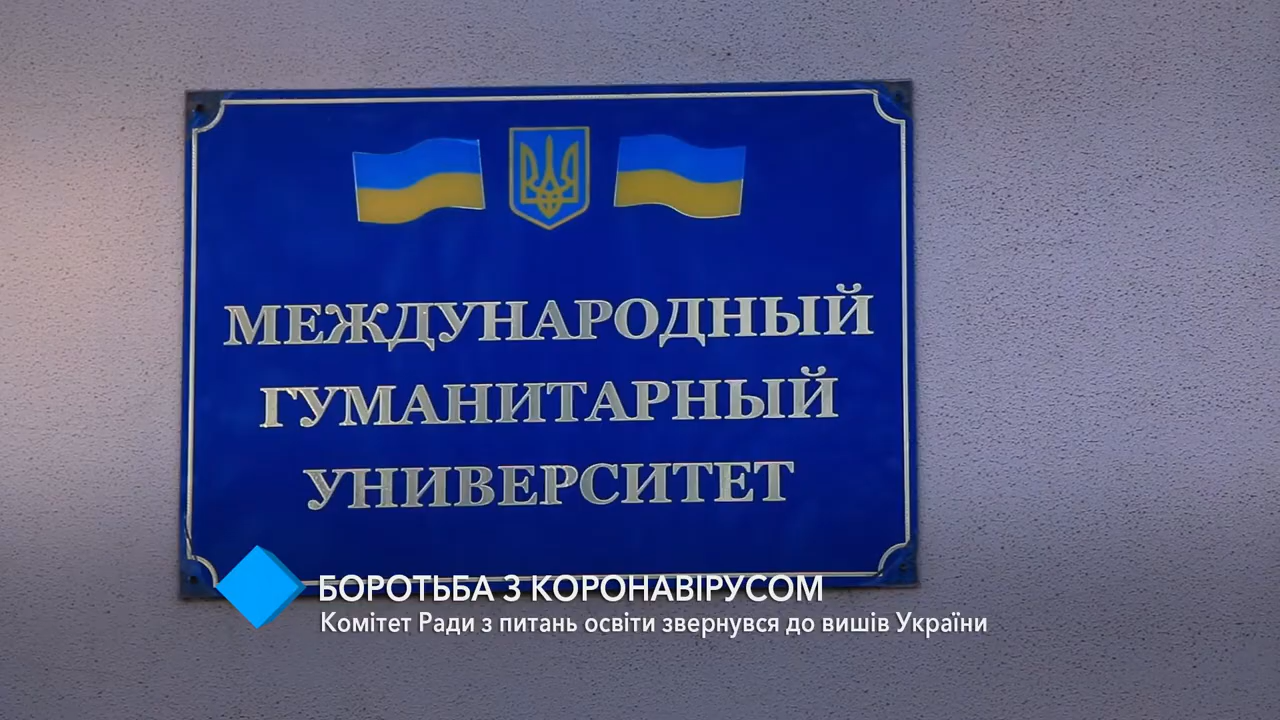 МЕЖДУНАРОДНЫЙ
ГУМАНИТАРНЫЙ
УНИВЕРСИТЕТ
БОРОТЬБА З КОРОНАВІРУСОМ
Комітет Ради з питань освіти звернувся до вишів України